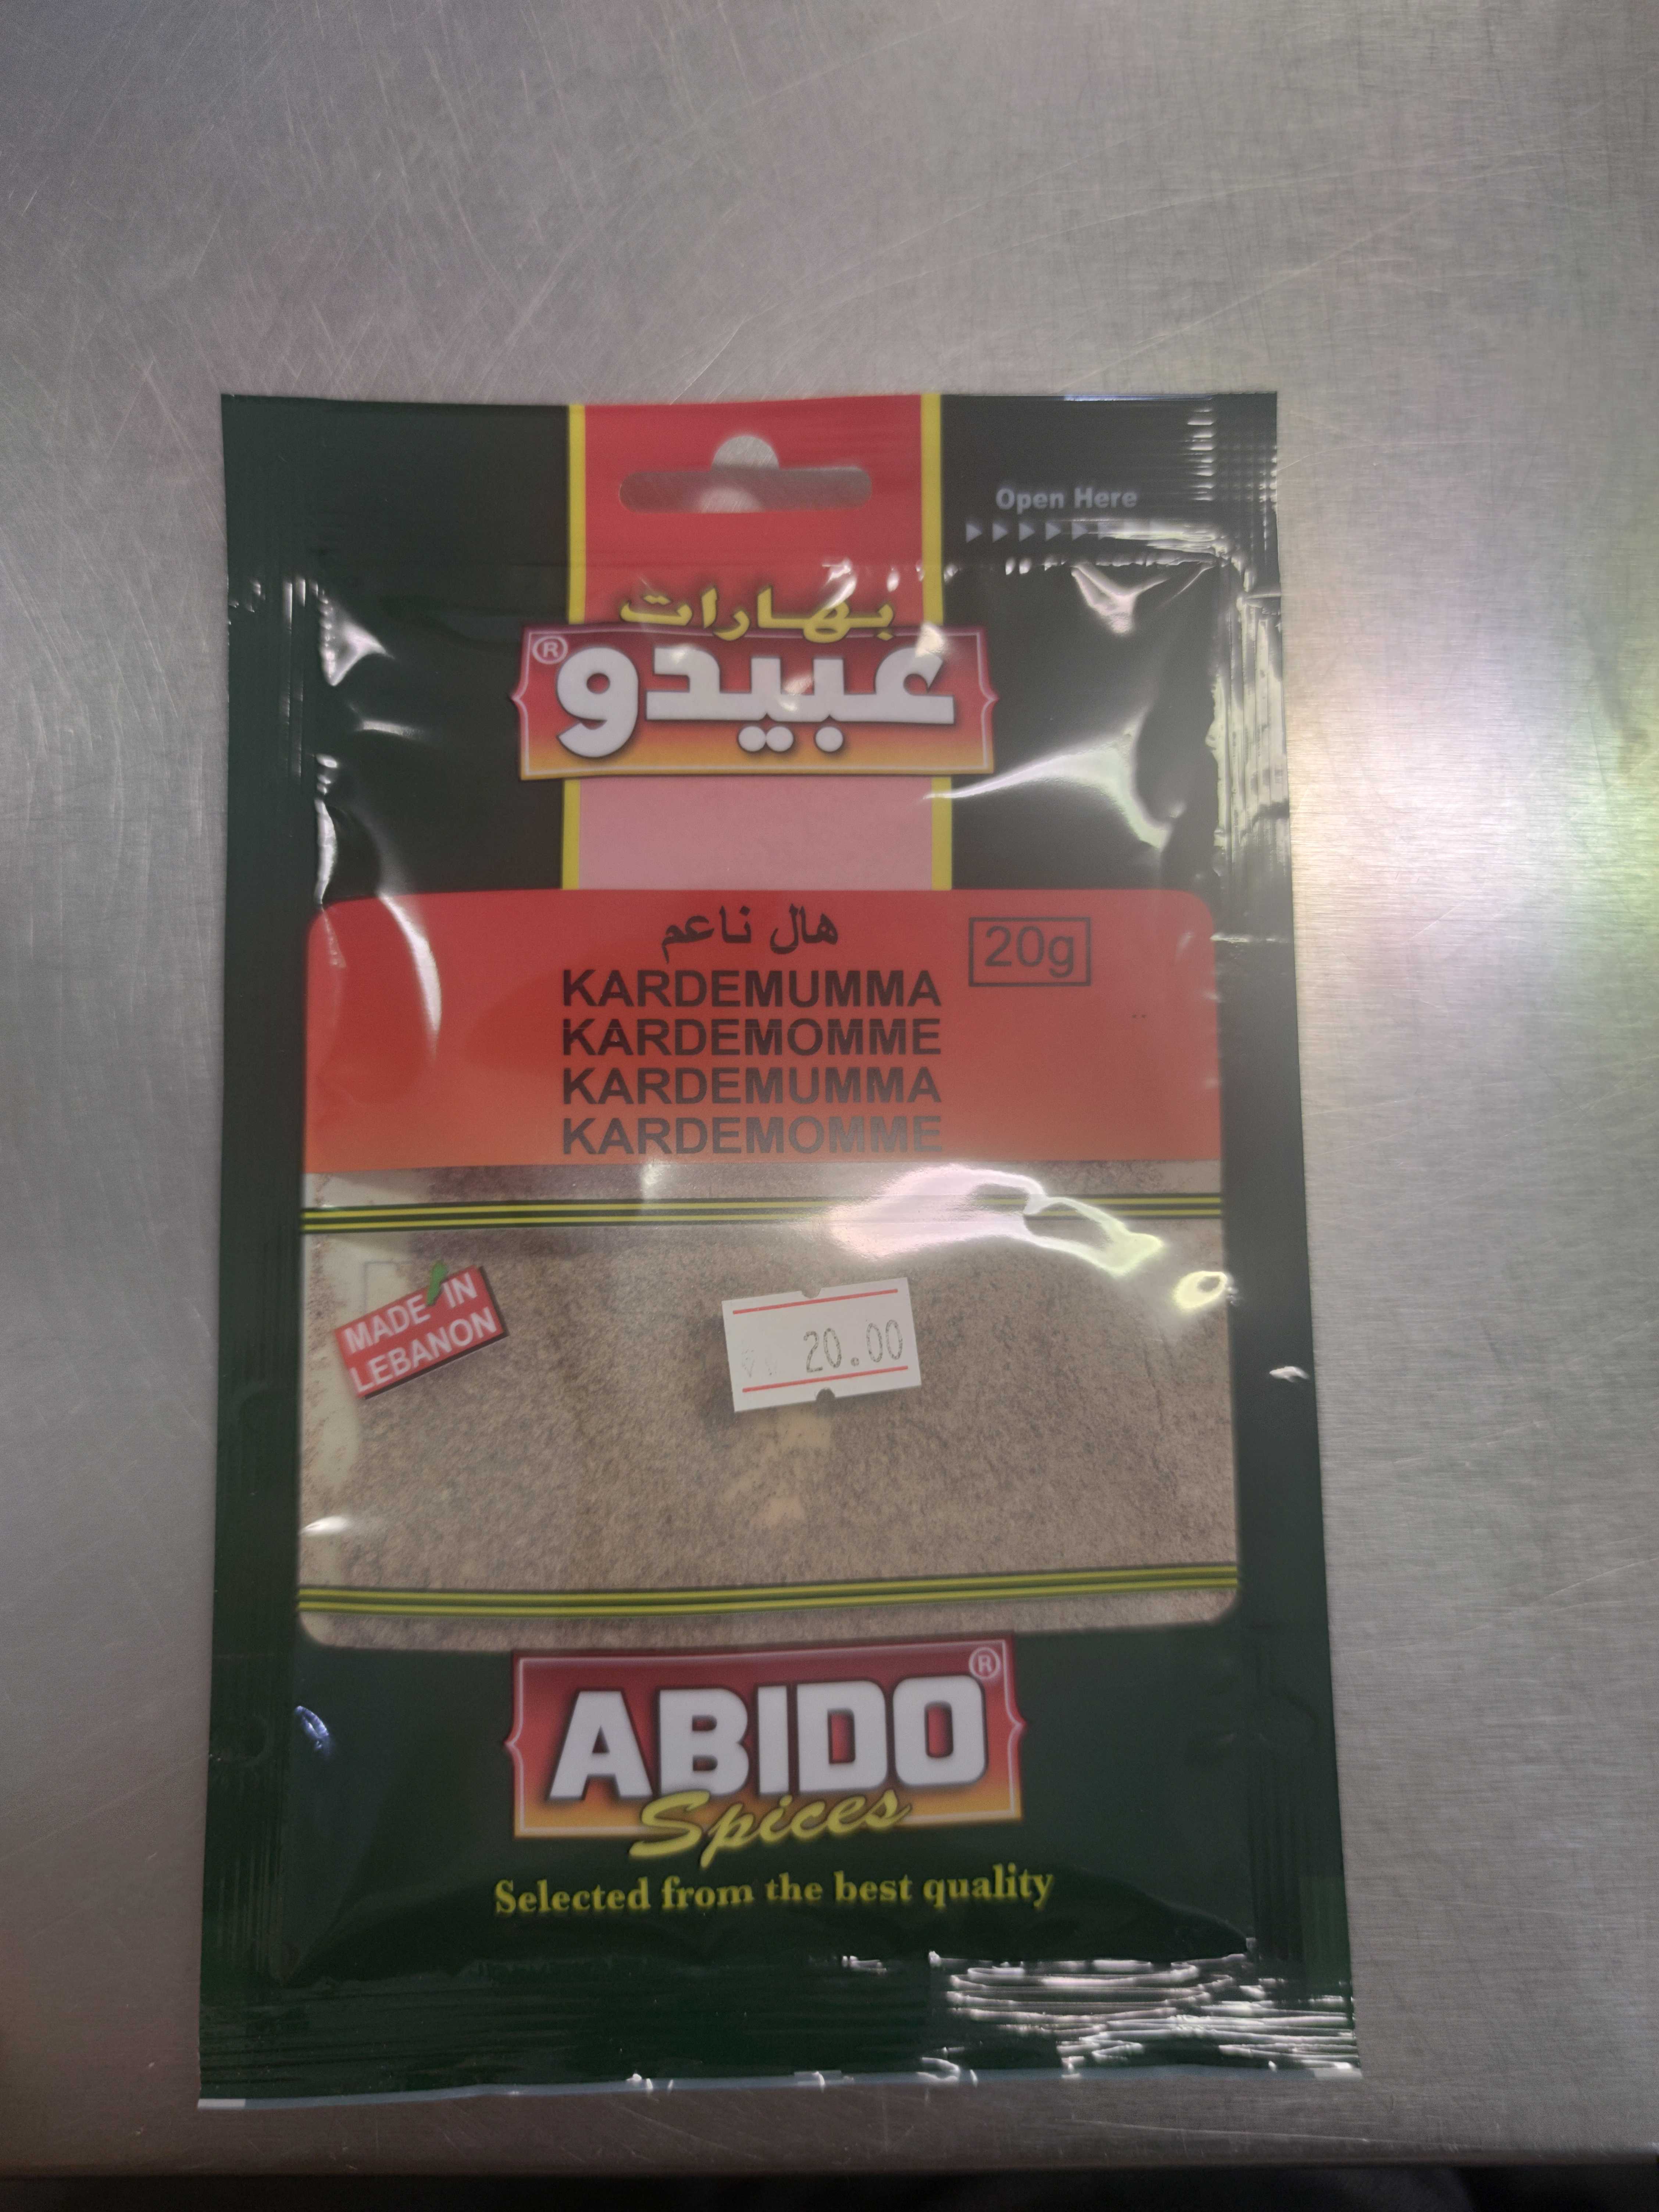 Open Here
بهارات
عبيدو®
هال ناعم
20g
KARDEMUMMA
KARDEMOMME
KARDEMUMMA
KARDEMOMME
MADE IN
LEBANON
20.00
ABIDO®
Spices
Selected from the best quality